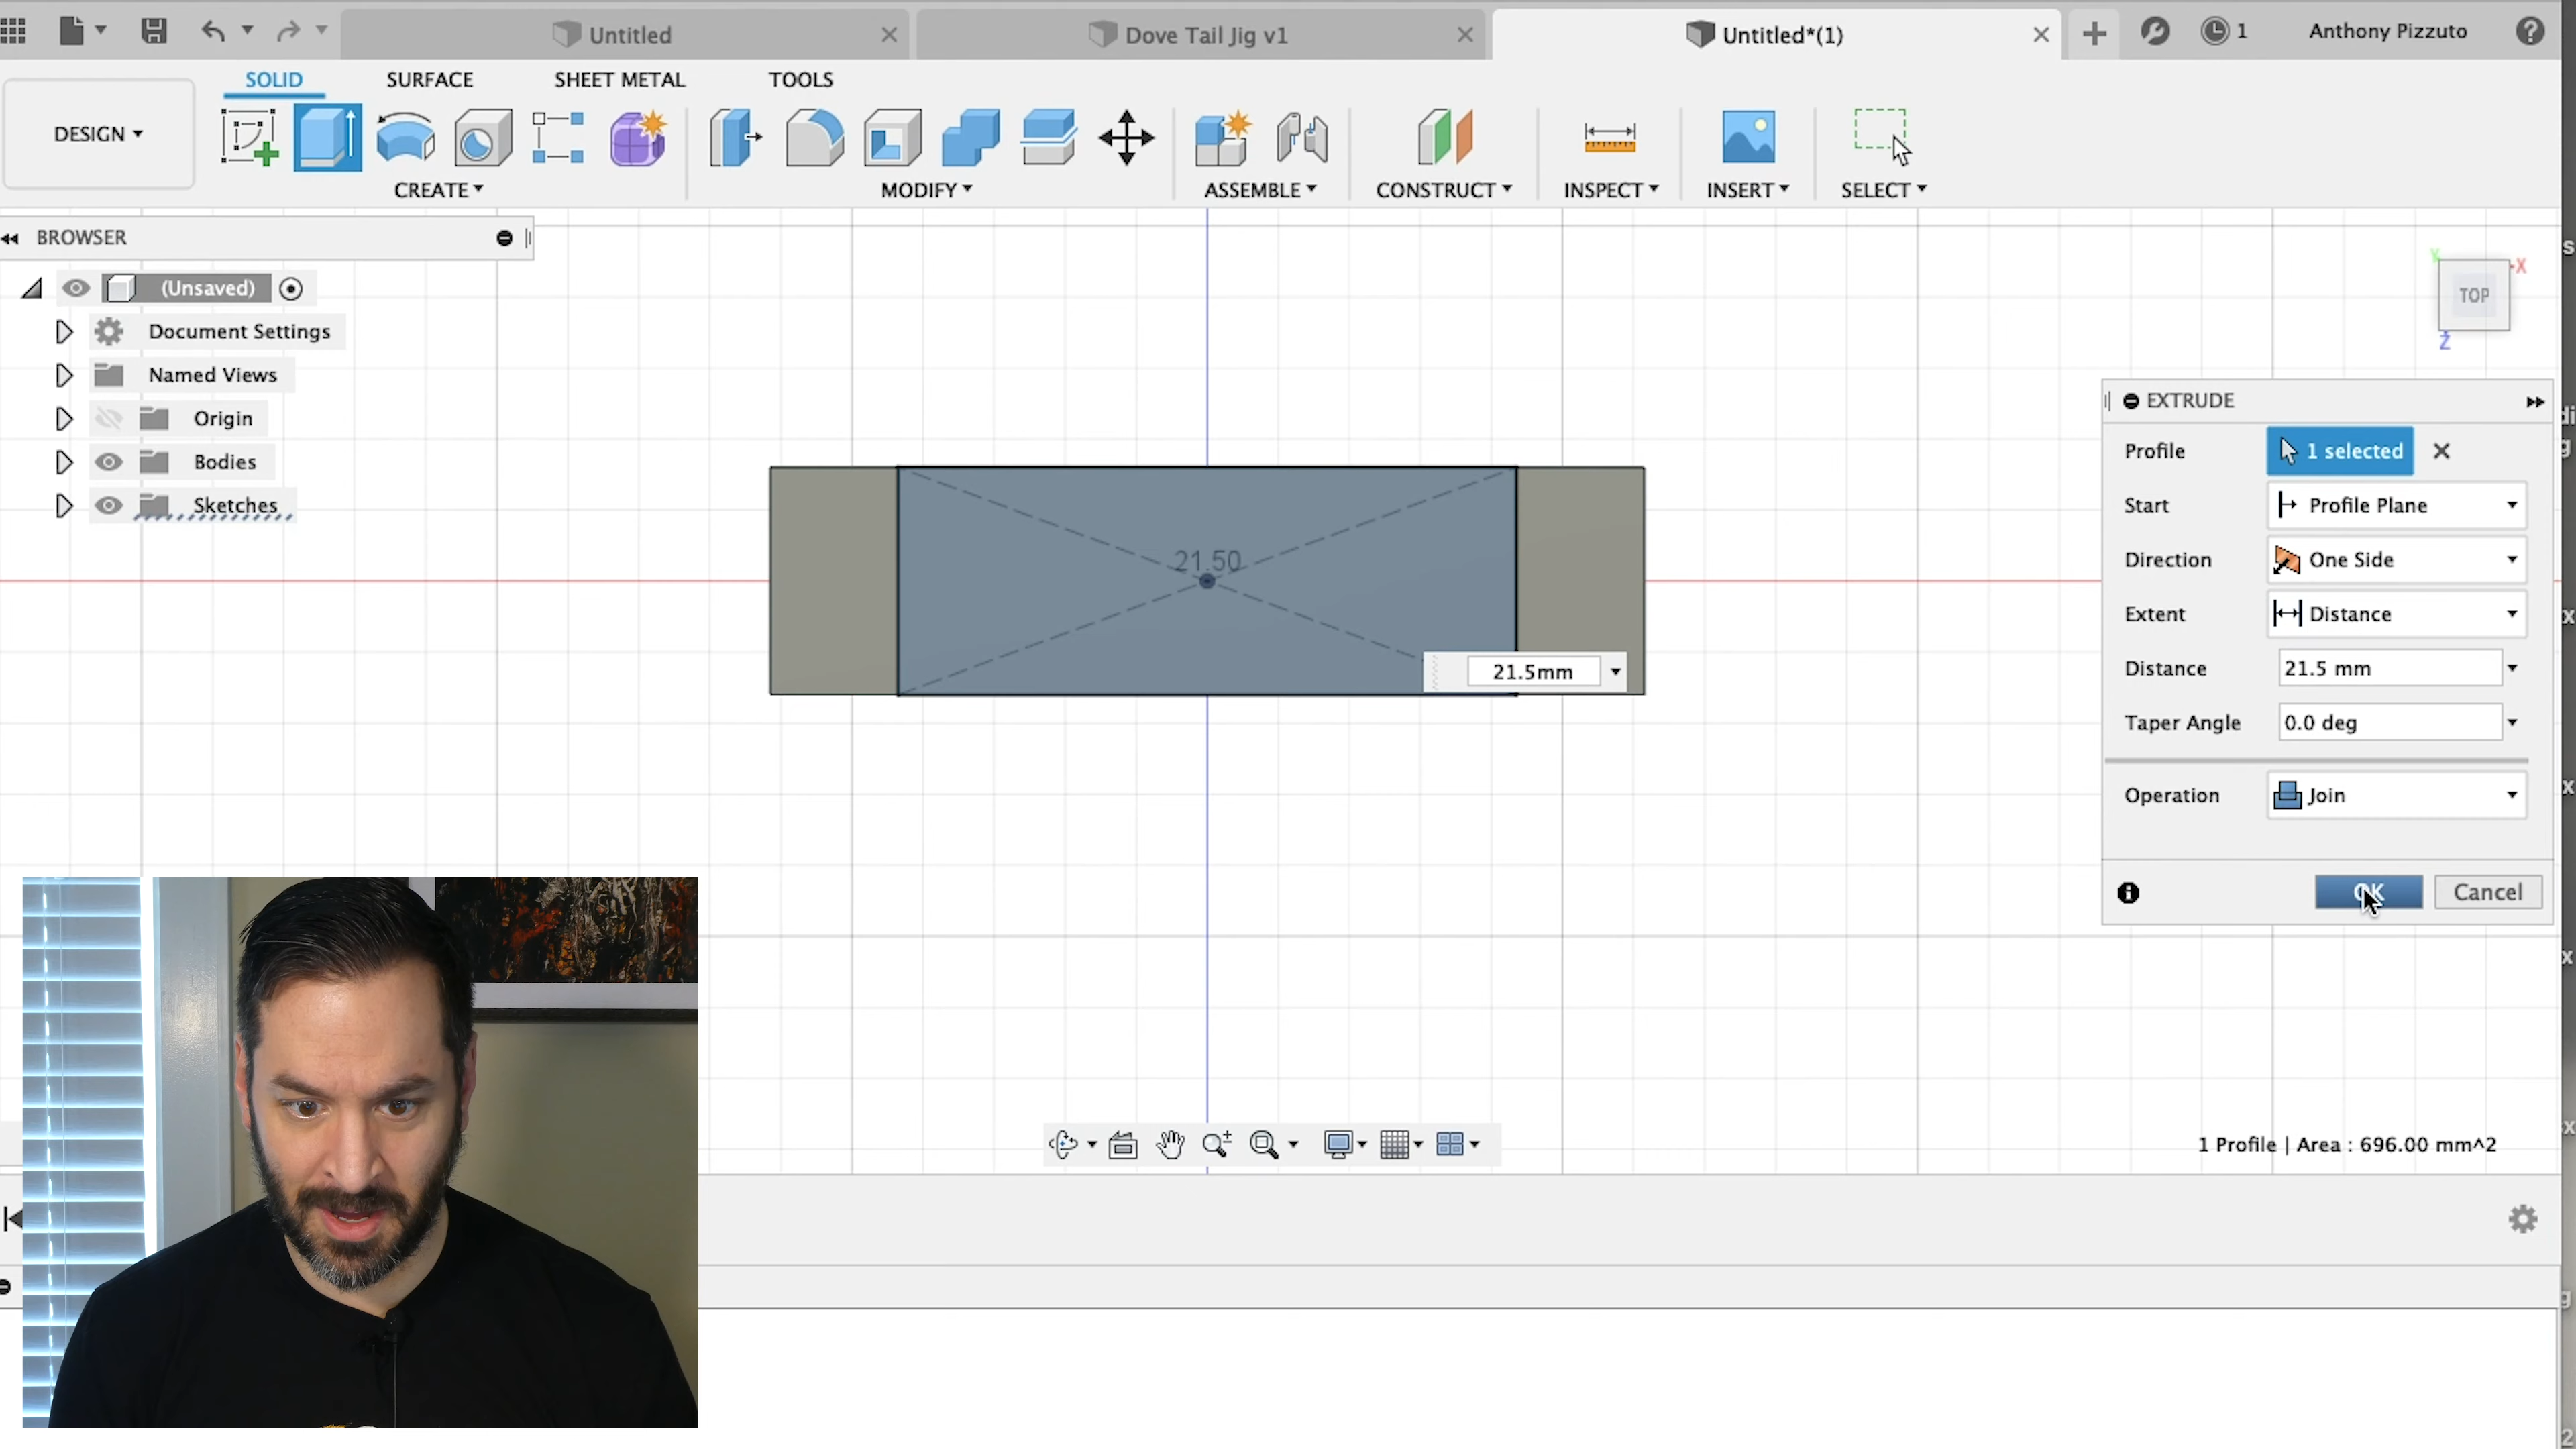 Untitled
Dove Tail Jig v1
Untitled*(1)
1
Anthony Pizzuto
SOLID
SURFACE
SHEET METAL
TOOLS
DESIGN
CREATE
MODIFY
ASSEMBLE
CONSTRUCT
INSPECT
INSERT
SELECT
BROWSER
(Unsaved)
Document Settings
Named Views
Origin
Bodies
Sketches
Y
X
TOP
Z
21.50
21.5mm
EXTRUDE
Profile
1 selected
Start
Profile Plane
Direction
One Side
Extent
Distance
Distance
21.5 mm
Taper Angle
0.0 deg
Operation
Join
OK
Cancel
1 Profile | Area : 696.00 mm^2